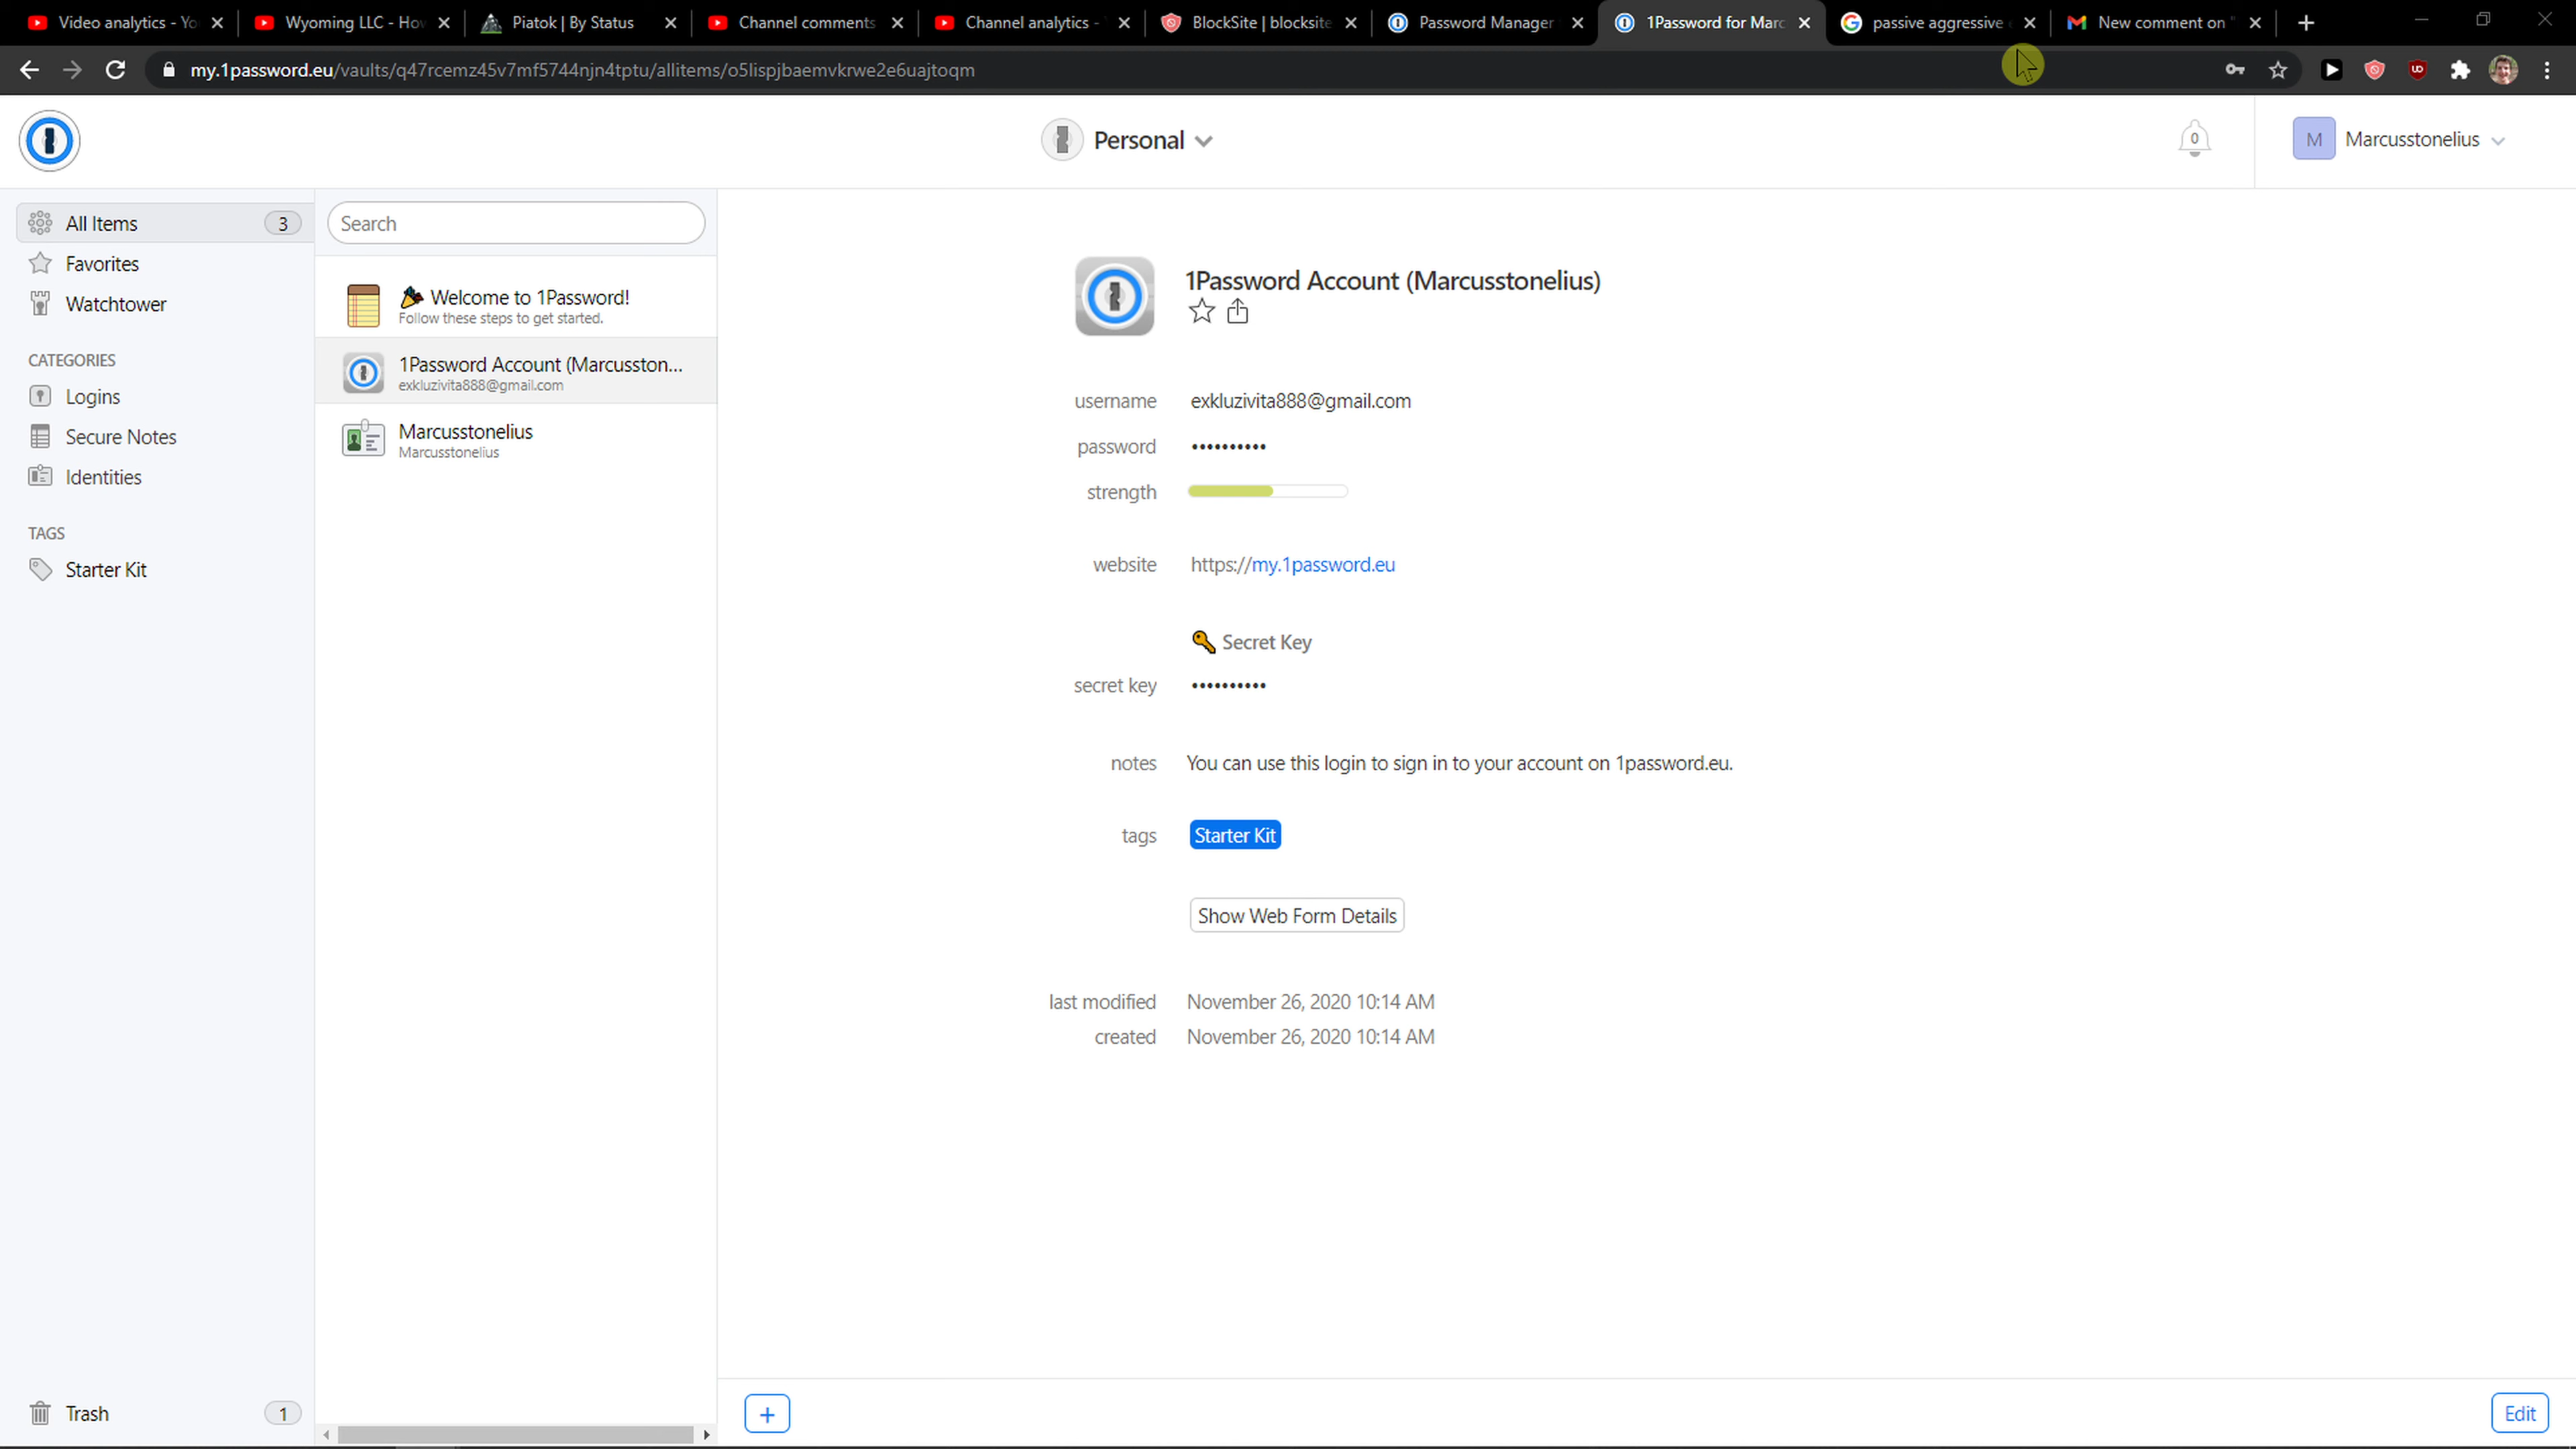 Video analytics - Yo
Wyoming LLC - How
Piatok | By Status
Channel comments
Channel analytics -
BlockSite | blocksite
Password Manager
1Password for Marc
passive aggressive
New comment on "
my.1password.eu/vaults/q47rcemz45v7mf5744njn4tptu/allitems/o5lispjbaemvkrwe2e6uajtoqm
Personal
0
M
Marcusstonelius
All Items
3
Favorites
Watchtower
CATEGORIES
Logins
Secure Notes
Identities
TAGS
Starter Kit
Trash
1
Search
Welcome to 1Password!
Follow these steps to get started.
1Password Account (Marcusston...
exkluzivita888@gmail.com
Marcusstonelius
Marcusstonelius
1Password Account (Marcusstonelius)
username exkluzivita888@gmail.com
password ••••••••••
strength
website https://my.1password.eu
Secret Key
secret key ••••••••••
notes You can use this login to sign in to your account on 1password.eu.
tags Starter Kit
Show Web Form Details
last modified November 26, 2020 10:14 AM
created November 26, 2020 10:14 AM
+
Edit